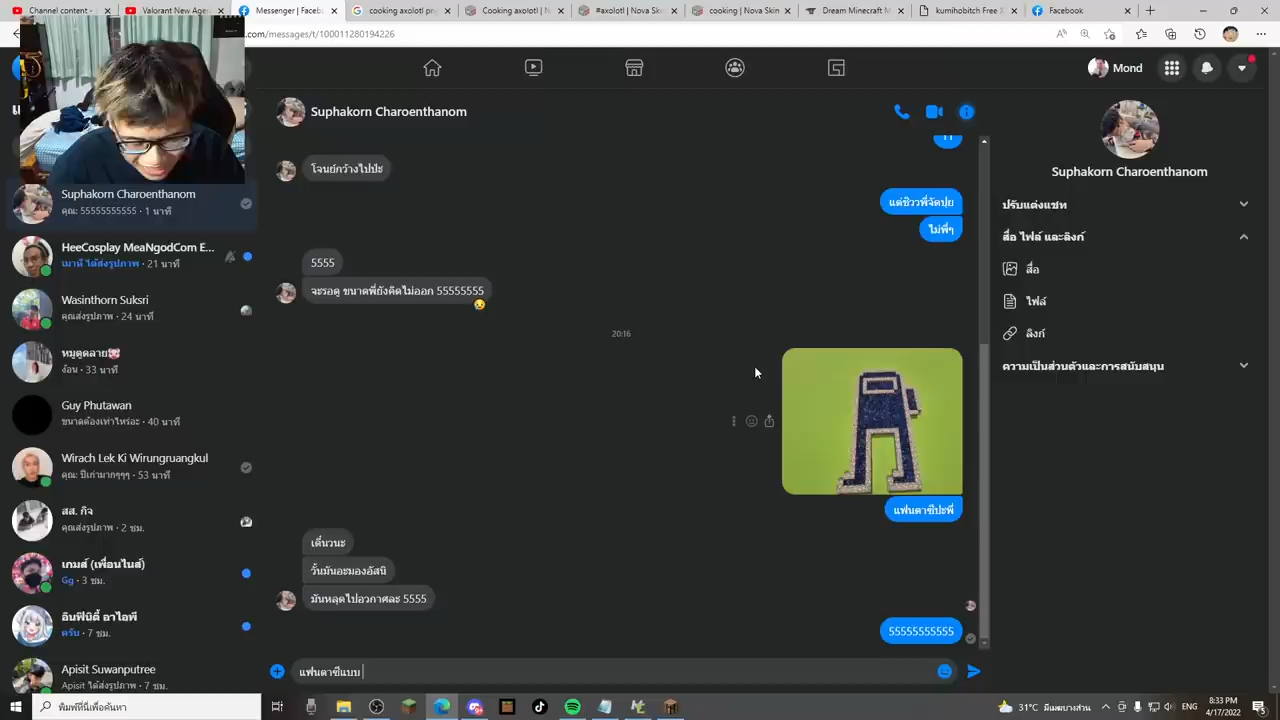 Channel content -
Valorant New Agen
Messenger | Faceb
cooking axolotl pn
cooking axolotl | N
#axolotl | Nova Sk
cooking | Nova Skin
Dream Minecraft M
kumihobitch Free X
Facebook
.com/messages/t/100011280194226
Mond
Suphakorn Charoenthanom
Suphakorn Charoenthanom
คุณ: 55555555555 · 1 นาที
HeeCosplay MeaNgodCom E...
เมาที ได้ส่งรูปภาพ · 21 นาที
Wasinthorn Suksri
คุณส่งรูปภาพ · 24 นาที
หมูตูดลาย🐷
ง้อน · 33 นาที
Guy Phutawan
ขนาดต้องเท่าไหร่อะ · 40 นาที
Wirach Lek Ki Wirungruangkul
คุณ: ปีเก่ามากๆๆๆ · 53 นาที
สส. กิจ
คุณส่งรูปภาพ · 2 ชม.
เกมส์ (เพื่อนไนส์)
Gg · 3 ชม.
อินฟินิตี้ อาไอพี
ครับ · 7 ชม.
Apisit Suwanputree
Apisit ได้ส่งรูปภาพ · 7 ชม.
โจนย์กว้างไปปะ
แต่ชิววพี่จัดปุย
ไม่พี่ๆ
5555
จะรอดู ขนาดพี่ยังคิดไม่ออก 55555555
😢
20:16
แฟนตาซีปะพี่
เดี๋นวนะ
วั้นมันอะมองอัสนิ
มันหลุดไปอวกาศละ 5555
55555555555
แฟนตาซีแบบ
Suphakorn Charoenthanom
ปรับแต่งแชท
สื่อ ไฟล์ และลิงก์
สื่อ
ไฟล์
ลิงก์
ความเป็นส่วนตัวและการสนับสนุน
พิมพ์ที่นี่เพื่อค้นหา
31°C มีเมฆบางส่วน
ENG
8:33 PM
4/17/2022
5